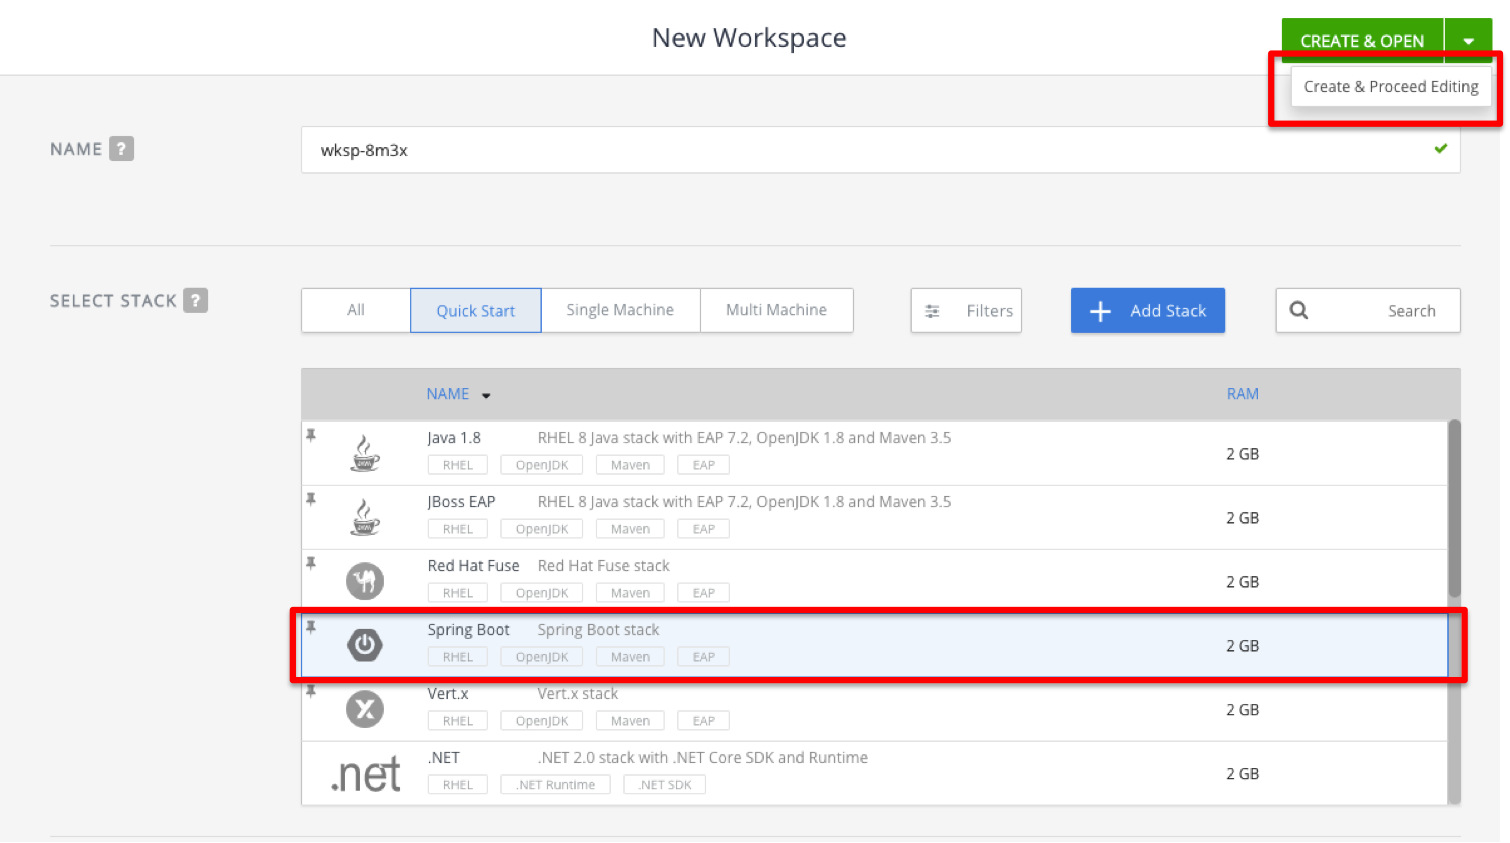 New Workspace
CREATE & OPEN
Create & Proceed Editing
NAME ?
wksp-8m3x
SELECT STACK ?
All Quick Start Single Machine Multi Machine Filters Add Stack Search
NAME RAM
Java 1.8 RHEL 8 Java stack with EAP 7.2, OpenJDK 1.8 and Maven 3.5
RHEL OpenJDK Maven EAP
2 GB
JBoss EAP RHEL 8 Java stack with EAP 7.2, OpenJDK 1.8 and Maven 3.5
RHEL OpenJDK Maven EAP
2 GB
Red Hat Fuse Red Hat Fuse stack
RHEL OpenJDK Maven EAP
2 GB
Spring Boot Spring Boot stack
RHEL OpenJDK Maven EAP
2 GB
Vert.x Vert.x stack
RHEL OpenJDK Maven EAP
2 GB
.net
.NET .NET 2.0 stack with .NET Core SDK and Runtime
RHEL .NET Runtime .NET SDK
2 GB